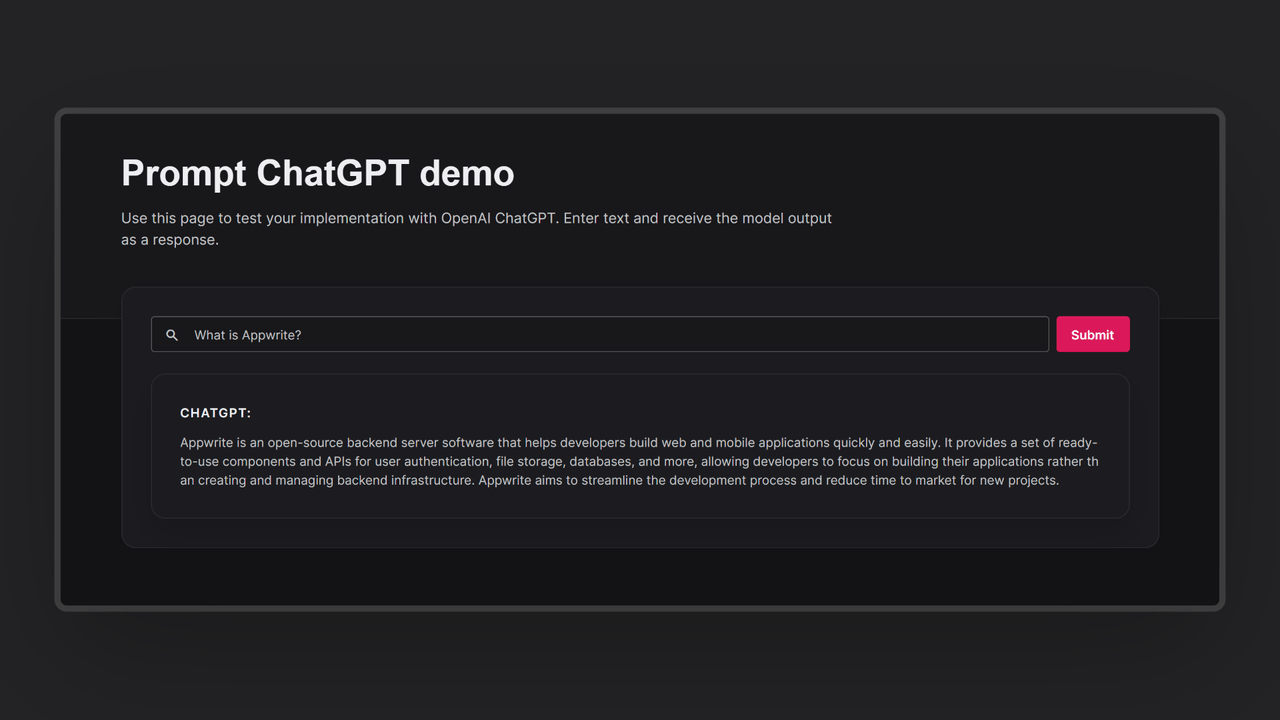 Prompt ChatGPT demo
Use this page to test your implementation with OpenAI ChatGPT. Enter text and receive the model output
as a response.
What is Appwrite?
Submit
CHATGPT:
Appwrite is an open-source backend server software that helps developers build web and mobile applications quickly and easily. It provides a set of ready-
to-use components and APIs for user authentication, file storage, databases, and more, allowing developers to focus on building their applications rather th
an creating and managing backend infrastructure. Appwrite aims to streamline the development process and reduce time to market for new projects.